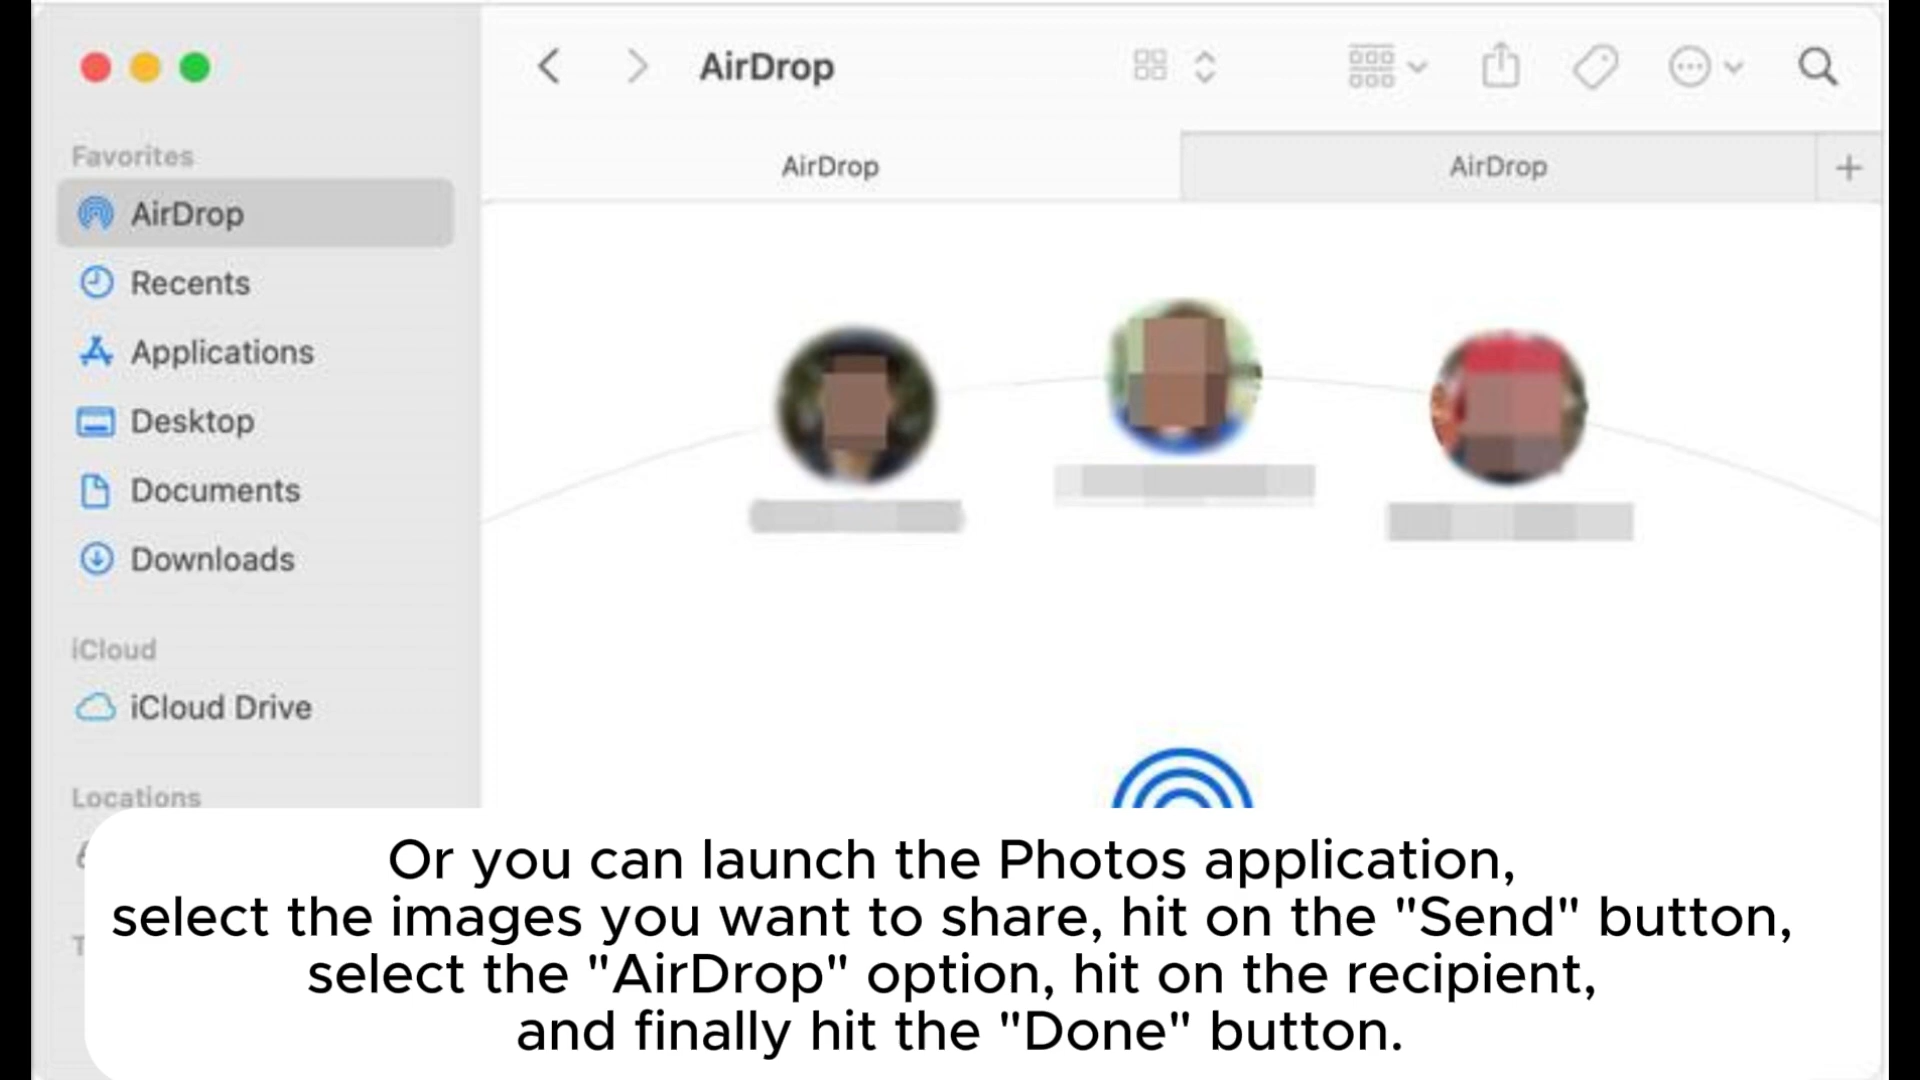 AirDrop
Favorites
AirDrop
AirDrop
AirDrop
Recents
Applications
Desktop
Documents
Downloads
iCloud
iCloud Drive
Locations
Or you can launch the Photos application,
select the images you want to share, hit on the "Send" button,
select the "AirDrop" option, hit on the recipient,
and finally hit the "Done" button.